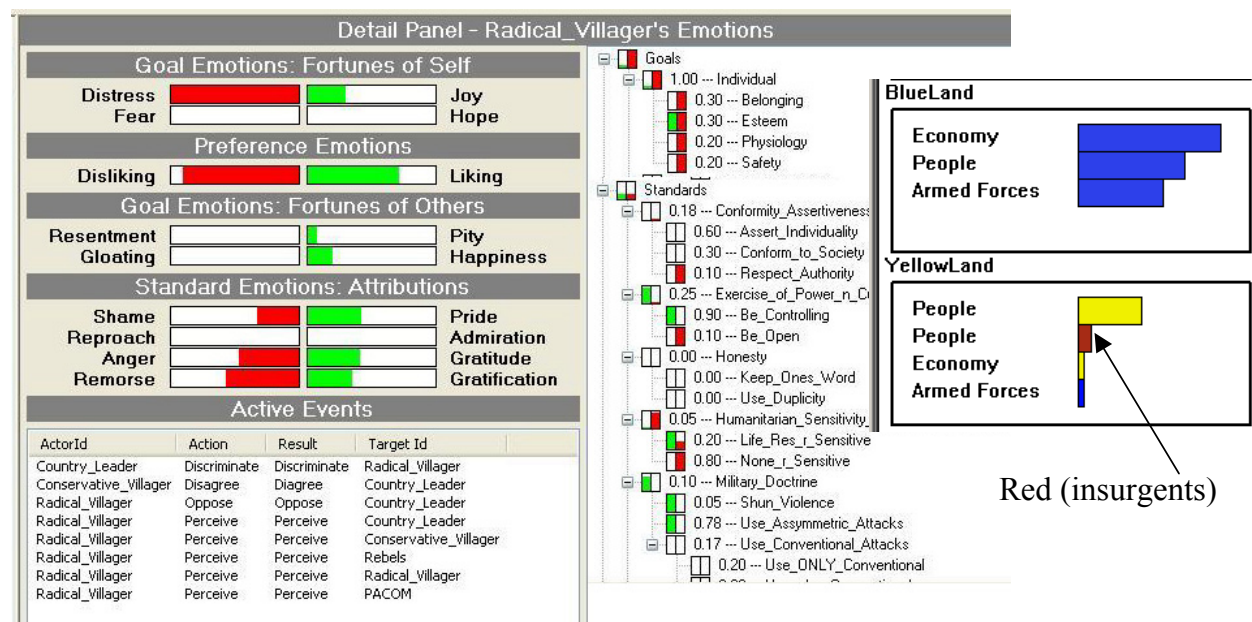 Detail Panel - Radical_Villager's Emotions
Goal Emotions: Fortunes of Self
Distress Joy
Fear Hope
Preference Emotions
Disliking Liking
Goal Emotions: Fortunes of Others
Resentment Pity
Gloating Happiness
Standard Emotions: Attributions
Shame Pride
Reproach Admiration
Anger Gratitude
Remorse Gratification
Active Events
ActorId Action Result Target Id
Country_Leader Discriminate Discriminate Radical_Villager
Conservative_Villager Disagree Diagree Country_Leader
Radical_Villager Oppose Oppose Country_Leader
Radical_Villager Perceive Perceive Country_Leader
Radical_Villager Perceive Perceive Conservative_Villager
Radical_Villager Perceive Perceive Rebels
Radical_Villager Perceive Perceive Radical_Villager
Radical_Villager Perceive Perceive PACOM
Goals
1.00 --- Individual
0.30 --- Belonging
0.30 --- Esteem
0.20 --- Physiology
0.20 --- Safety
Standards
0.18 --- Conformity_Assertiveness
0.60 --- Assert_Individuality
0.30 --- Conform_to_Society
0.10 --- Respect_Authority
0.25 --- Exercise_of_Power_n_C
0.90 --- Be_Controlling
0.10 --- Be_Open
0.00 --- Honesty
0.00 --- Keep_Ones_Word
0.00 --- Use_Duplicity
0.05 --- Humanitarian_Sensitivity_
0.20 --- Life_Res_r_Sensitive
0.80 --- None_r_Sensitive
0.10 --- Military_Doctrine
0.05 --- Shun_Violence
0.78 --- Use_Assymmetric_Attacks
0.17 --- Use_Conventional_Attacks
0.20 --- Use_ONLY_Conventional
BlueLand
Economy
People
Armed Forces
YellowLand
People
People
Economy
Armed Forces
Red (insurgents)